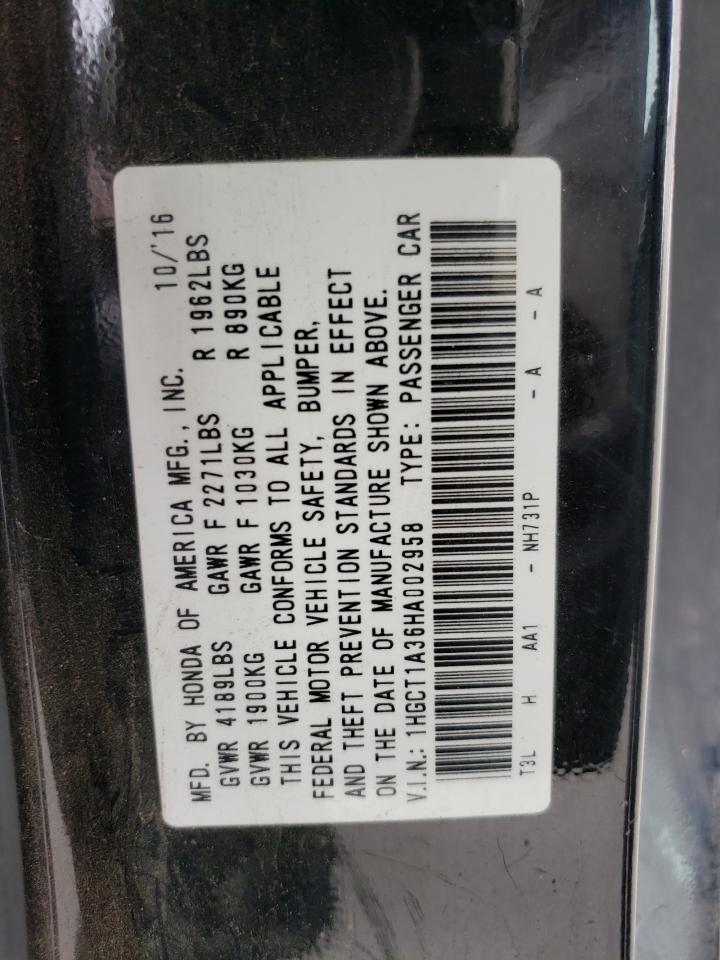 MFD. BY HONDA OF AMERICA MFG., INC. 10/'16
GVWR 4189LBS GAWR F 2271LBS R 1962LBS
GVWR 1900KG GAWR F 1030KG R 890KG
THIS VEHICLE CONFORMS TO ALL APPLICABLE
FEDERAL MOTOR VEHICLE SAFETY, BUMPER,
AND THEFT PREVENTION STANDARDS IN EFFECT
ON THE DATE OF MANUFACTURE SHOWN ABOVE.
V.I.N.: 1HGCT1A36HA002958 TYPE: PASSENGER CAR
T3L H AA1 - NH731P - A - A